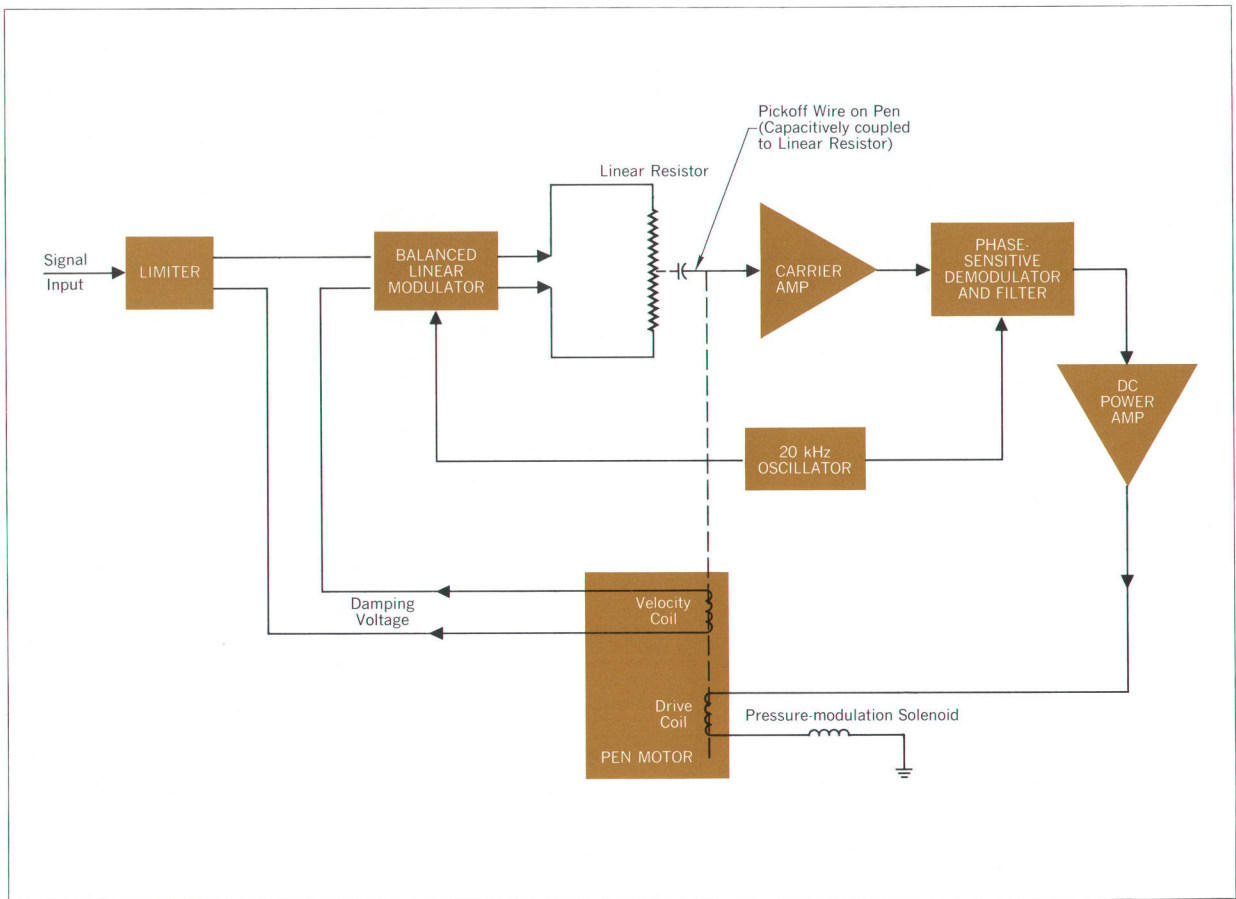 Pickoff Wire on Pen
(Capacitively coupled
to Linear Resistor)
Linear Resistor
Signal
Input
LIMITER
BALANCED
LINEAR
MODULATOR
CARRIER
AMP
PHASE-
SENSITIVE
DEMODULATOR
AND FILTER
DC
POWER
AMP
20 kHz
OSCILLATOR
Damping
Voltage
Velocity
Coil
Drive
Coil
PEN MOTOR
Pressure-modulation Solenoid